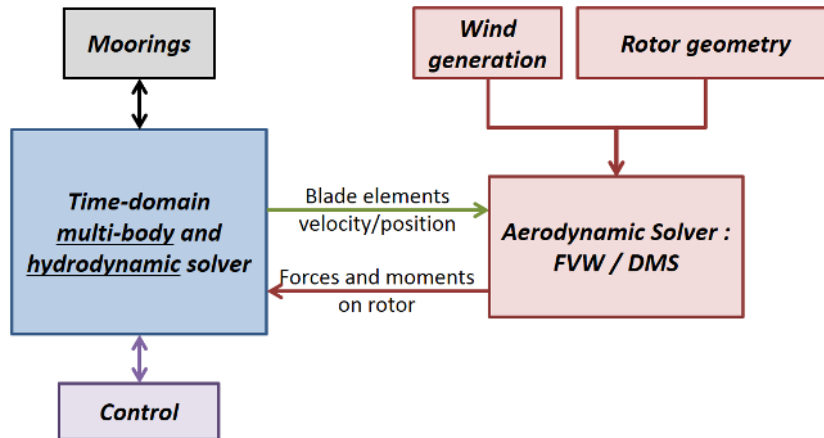 Moorings
Wind
generation
Rotor geometry
Time-domain
multi-body and
hydrodynamic solver
Blade elements
velocity/position
Forces and moments
on rotor
Aerodynamic Solver :
FVW / DMS
Control